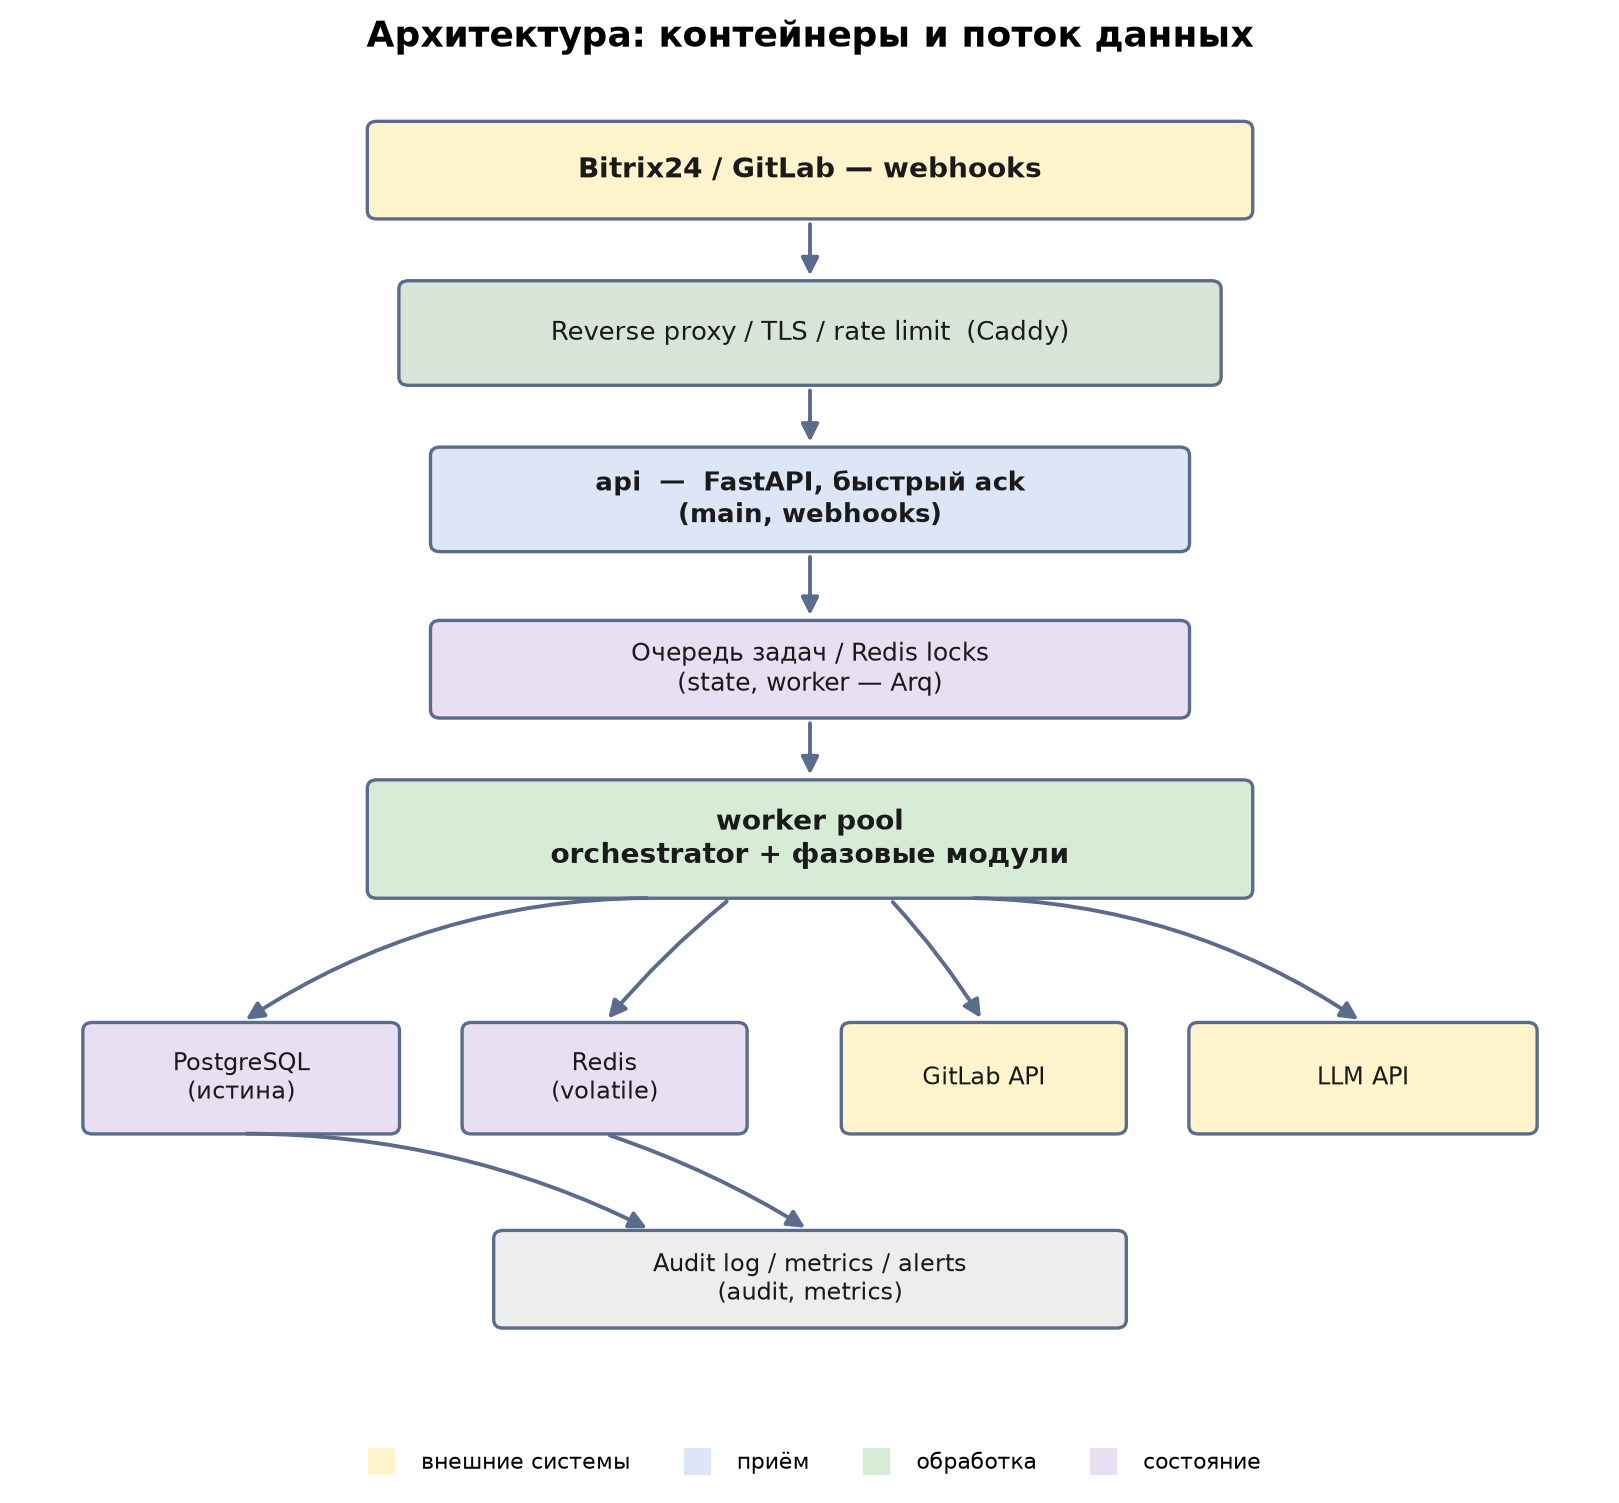 Архитектура: контейнеры и поток данных
Bitrix24 / GitLab — webhooks
Reverse proxy / TLS / rate limit (Caddy)
api — FastAPI, быстрый ack
(main, webhooks)
Очередь задач / Redis locks
(state, worker — Arq)
worker pool
orchestrator + фазовые модули
PostgreSQL
(истина)
Redis
(volatile)
GitLab API
LLM API
Audit log / metrics / alerts
(audit, metrics)
внешние системы
приём
обработка
состояние